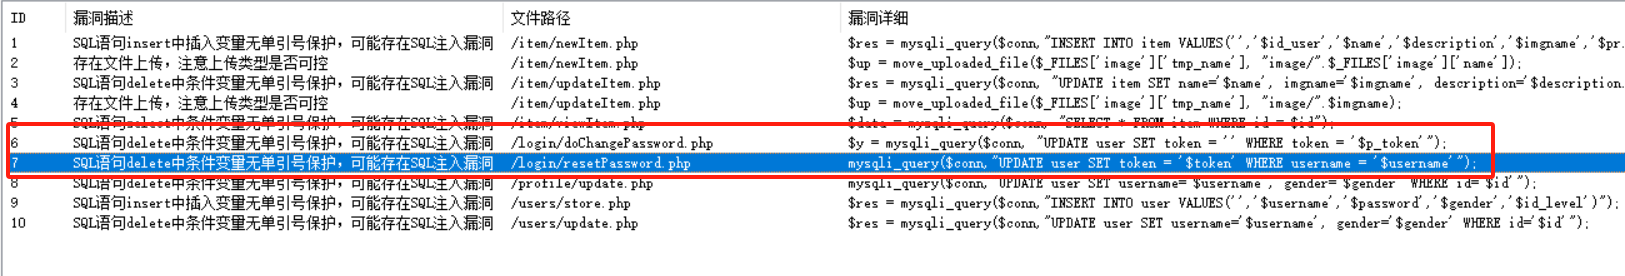 ID 漏洞描述 文件路径 漏洞详细
1 SQL语句insert中插入变量无单引号保护，可能存在SQL注入漏洞 /item/newItem.php $res = mysqli_query($conn,"INSERT INTO item VALUES('','$id_user','$name','$description','$imgname','$pr.
2 存在文件上传，注意上传类型是否可控 /item/newItem.php $up = move_uploaded_file($_FILES['image']['tmp_name'], "image/".$_FILES['image']['name']);
3 SQL语句delete中条件变量无单引号保护，可能存在SQL注入漏洞 /item/updateItem.php $res = mysqli_query($conn, "UPDATE item SET name='$name', imgname='$imgname', description='$description.
4 存在文件上传，注意上传类型是否可控 /item/updateItem.php $up = move_uploaded_file($_FILES['image']['tmp_name'], "image/".$imgname);
5 SQL语句select中条件变量无单引号保护，可能存在SQL注入漏洞 /item/viewItem.php $data = mysqli_query($conn, "SELECT * FROM item WHERE id = $id");
6 SQL语句delete中条件变量无单引号保护，可能存在SQL注入漏洞 /login/doChangePassword.php $y = mysqli_query($conn, "UPDATE user SET token = '' WHERE token = '$p_token'");
7 SQL语句delete中条件变量无单引号保护，可能存在SQL注入漏洞 /login/resetPassword.php mysqli_query($conn,"UPDATE user SET token = '$token' WHERE username = '$username'");
8 SQL语句delete中条件变量无单引号保护，可能存在SQL注入漏洞 /profile/update.php mysqli_query($conn,"UPDATE user SET username='$username', gender='$gender' WHERE id='$id'");
9 SQL语句insert中插入变量无单引号保护，可能存在SQL注入漏洞 /users/store.php $res = mysqli_query($conn,"INSERT INTO user VALUES('','$username','$password','$gender','$id_level')");
10 SQL语句delete中条件变量无单引号保护，可能存在SQL注入漏洞 /users/update.php $res = mysqli_query($conn,"UPDATE user SET username='$username', gender='$gender' WHERE id='$id'");